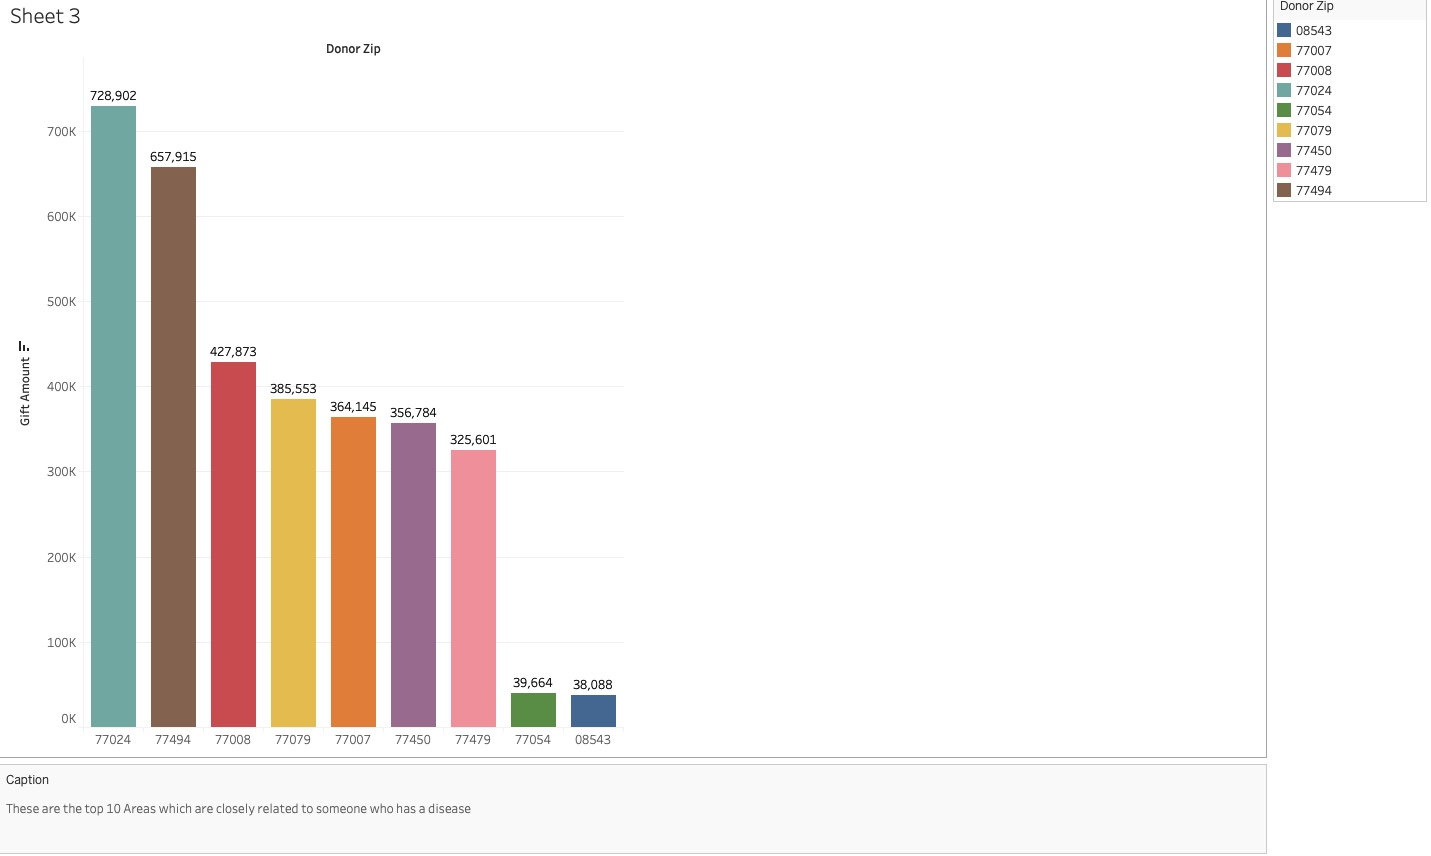 Sheet 3
Donor Zip
728,902
700K
657,915
600K
500K
427,873
400K
385,553
364,145
356,784
325,601
Gift Amount
300K
200K
100K
39,664
38,088
0K
77024 77494 77008 77079 77007 77450 77479 77054 08543
Donor Zip
08543
77007
77008
77024
77054
77079
77450
77479
77494
Caption
These are the top 10 Areas which are closely related to someone who has a disease